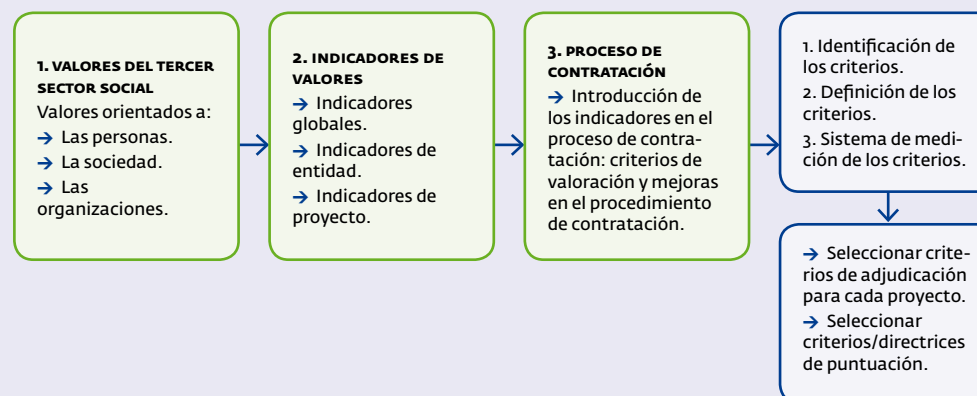 1. VALORES DEL TERCER
SECTOR SOCIAL
Valores orientados a:
→ Las personas.
→ La sociedad.
→ Las
organizaciones.
2. INDICADORES DE
VALORES
→ Indicadores
globales.
→ Indicadores de
entidad.
→ Indicadores de
proyecto.
3. PROCESO DE
CONTRATACIÓN
→ Introducción de
los indicadores en el
proceso de contra-
tación: criterios de
valoración y mejoras
en el procedimiento
de contratación.
1. Identificación de
los criterios.
2. Definición de los
criterios.
3. Sistema de medi-
ción de los criterios.
→ Seleccionar crite-
rios de adjudicación
para cada proyecto.
→ Seleccionar
criterios/directrices
de puntuación.